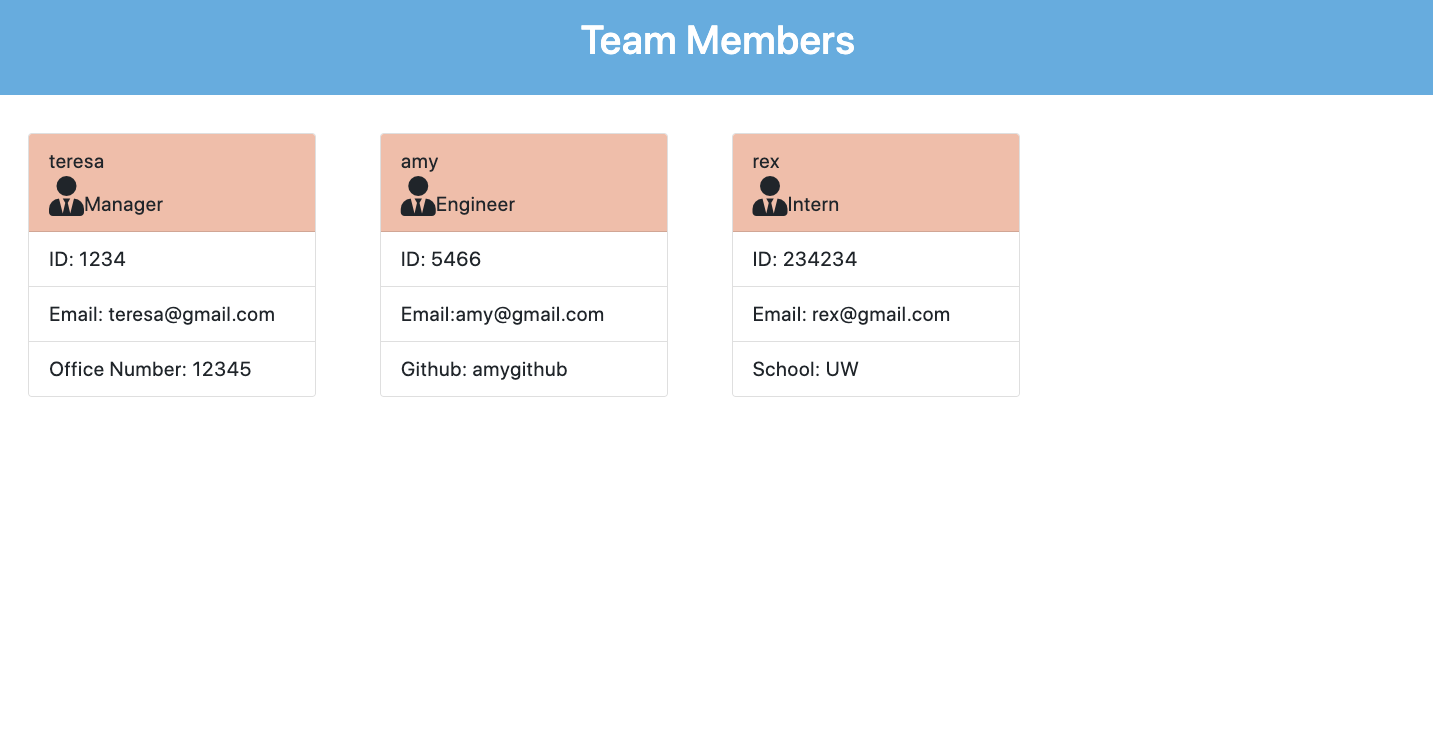 Team Members
teresa
Manager
ID: 1234
Email: teresa@gmail.com
Office Number: 12345
amy
Engineer
ID: 5466
Email:amy@gmail.com
Github: amygithub
rex
Intern
ID: 234234
Email: rex@gmail.com
School: UW